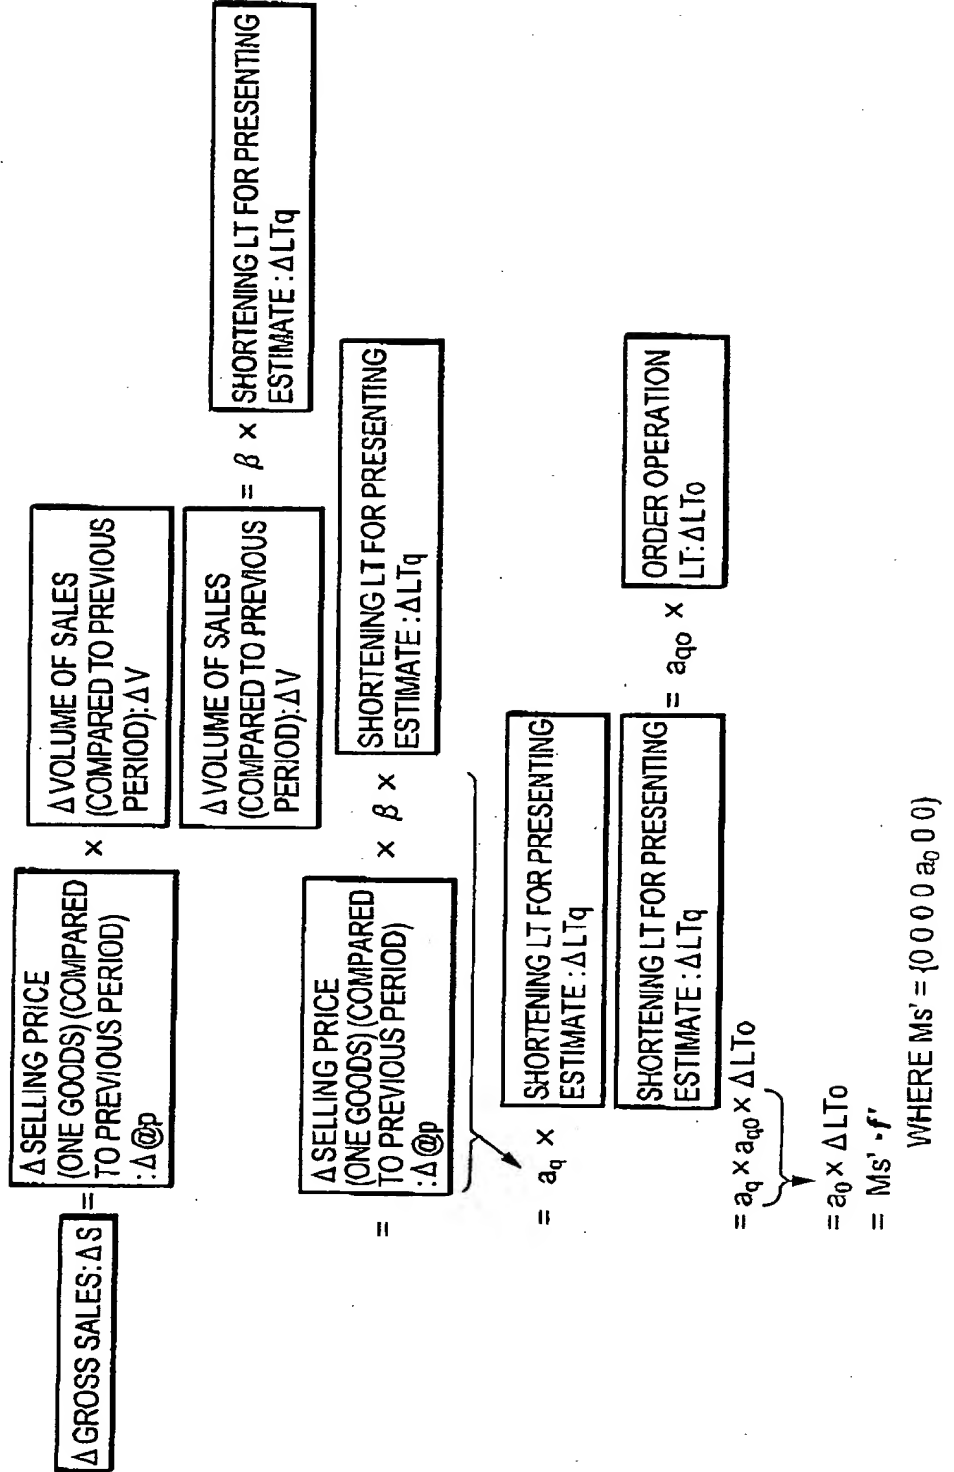 Δ GROSS SALES:ΔS
=
Δ SELLING PRICE
(ONE GOODS) (COMPARED
TO PREVIOUS PERIOD)
:Δ@p
×
Δ VOLUME OF SALES
(COMPARED TO PREVIOUS
PERIOD):ΔV
Δ VOLUME OF SALES
(COMPARED TO PREVIOUS
PERIOD):ΔV
= β ×
SHORTENING LT FOR PRESENTING
ESTIMATE :ΔLTq
=
Δ SELLING PRICE
(ONE GOODS) (COMPARED
TO PREVIOUS PERIOD)
:Δ@p
× β ×
SHORTENING LT FOR PRESENTING
ESTIMATE :ΔLTq
= aq ×
SHORTENING LT FOR PRESENTING
ESTIMATE :ΔLTq
SHORTENING LT FOR PRESENTING
ESTIMATE :ΔLTq
= aqo ×
ORDER OPERATION
LT:ΔLTo
= aq × aqo × ΔLTo
= a0 × ΔLTo
= Ms' · f'
WHERE Ms' = {0 0 0 0 a0 0 0}